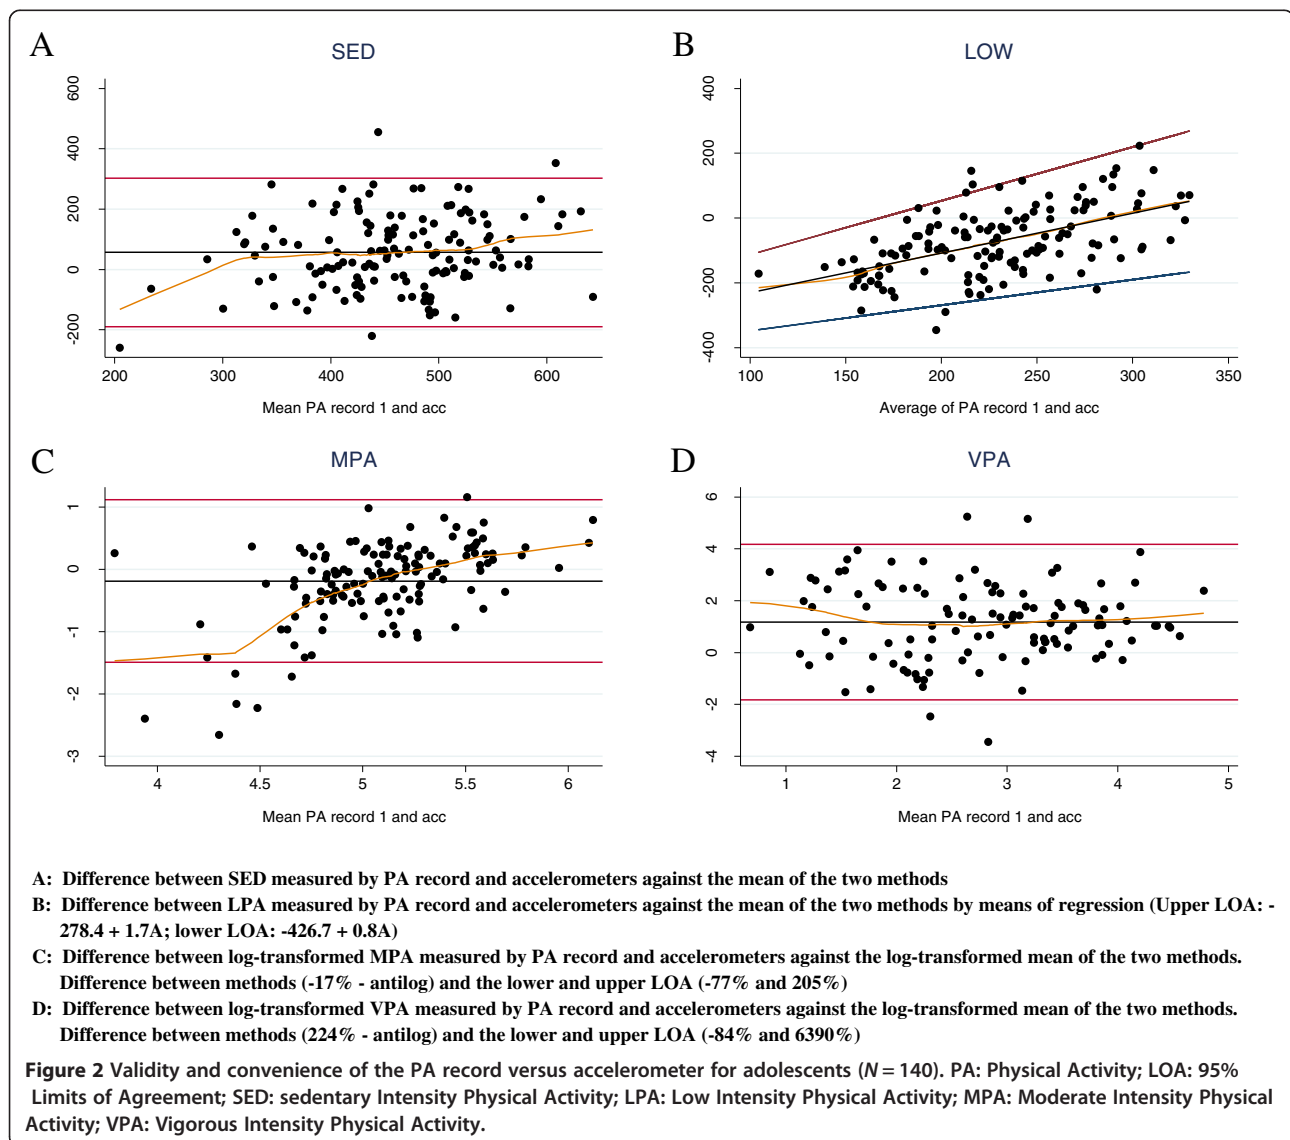 A
SED
600
400
200
0
200
200
300
400
500
600
Mean PA record 1 and acc
B
LOW
400
200
0
-200
-400
100
150
200
250
300
350
Average of PA record 1 and acc
C
MPA
1
0
-1
-2
-3
4
4.5
5
5.5
6
Mean PA record 1 and acc
D
VPA
6
4
2
0
-2
-4
1
2
3
4
5
Mean PA record 1 and acc
A: Difference between SED measured by PA record and accelerometers against the mean of the two methods
B: Difference between LPA measured by PA record and accelerometers against the mean of the two methods by means of regression (Upper LOA: -
278.4 + 1.7A; lower LOA: -426.7 + 0.8A)
C: Difference between log-transformed MPA measured by PA record and accelerometers against the log-transformed mean of the two methods.
Difference between methods (-17% - antilog) and the lower and upper LOA (-77% and 205%)
D: Difference between log-transformed VPA measured by PA record and accelerometers against the log-transformed mean of the two methods.
Difference between methods (224% - antilog) and the lower and upper LOA (-84% and 6390%)
Figure 2 Validity and convenience of the PA record versus accelerometer for adolescents (N = 140). PA: Physical Activity; LOA: 95%
Limits of Agreement; SED: sedentary Intensity Physical Activity; LPA: Low Intensity Physical Activity; MPA: Moderate Intensity Physical
Activity; VPA: Vigorous Intensity Physical Activity.